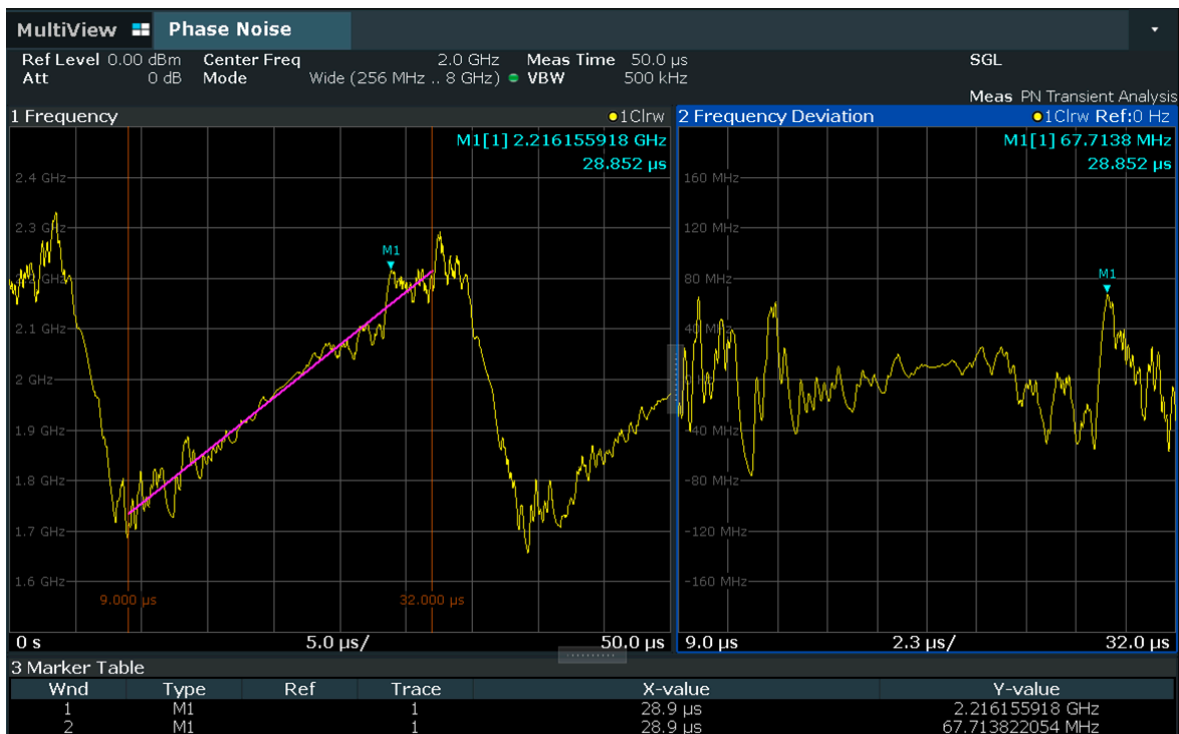 MultiView Phase Noise
Ref Level 0.00 dBm Center Freq 2.0 GHz Meas Time 50.0 µs SGL
Att 0 dB Mode Wide (256 MHz .. 8 GHz) VBW 500 kHz
Meas PN Transient Analysis
1 Frequency 1Clrw
M1[1] 2.216155918 GHz
28.852 µs
2.4 GHz
2.3 GHz
M1
GHz
2.1 GHz
2 GHz
1.9 GHz
1.8 GHz
1.7 GHz
1.6 GHz
9.000 µs 32.000 µs
0 s 5.0 µs/ 50.0 µs
2 Frequency Deviation 1Clrw Ref:0 Hz
M1[1] 67.7138 MHz
28.852 µs
160 MHz
120 MHz
80 MHz
M1
40 MHz
-40 MHz
-80 MHz
-120 MHz
-160 MHz
9.0 µs 2.3 µs/ 32.0 µs
3 Marker Table
Wnd Type Ref Trace X-value Y-value
1 M1 1 28.9 µs 2.216155918 GHz
2 M1 1 28.9 µs 67.713822054 MHz